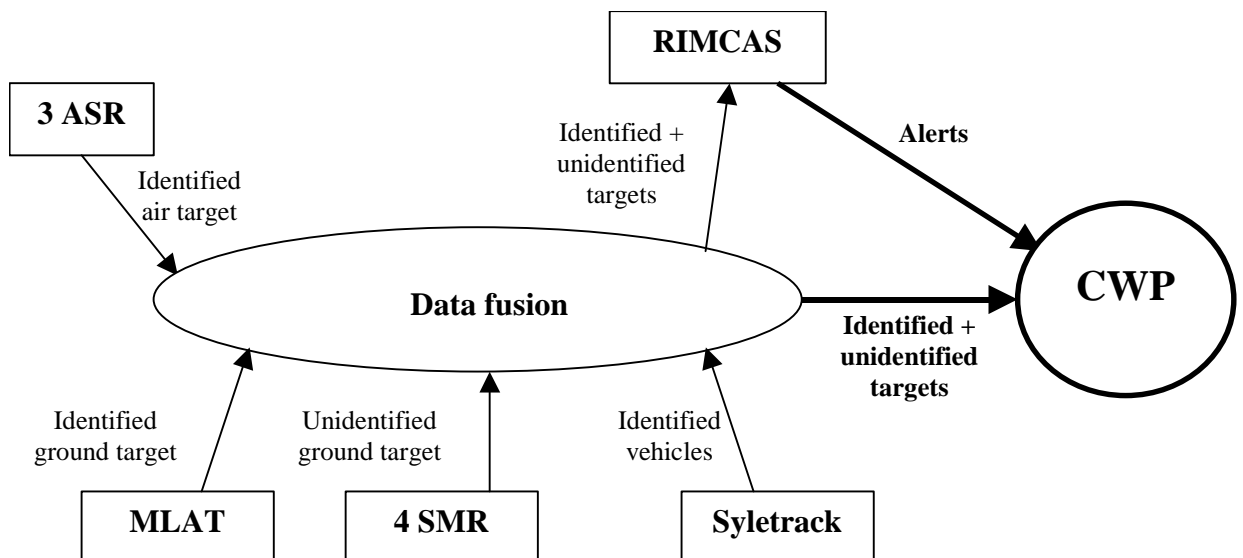 RIMCAS
3 ASR
Identified +
unidentified
targets
Alerts
Identified
air target
CWP
Data fusion
Identified +
unidentified
targets
Identified
ground target
Unidentified
ground target
Identified
vehicles
MLAT
4 SMR
Syletrack